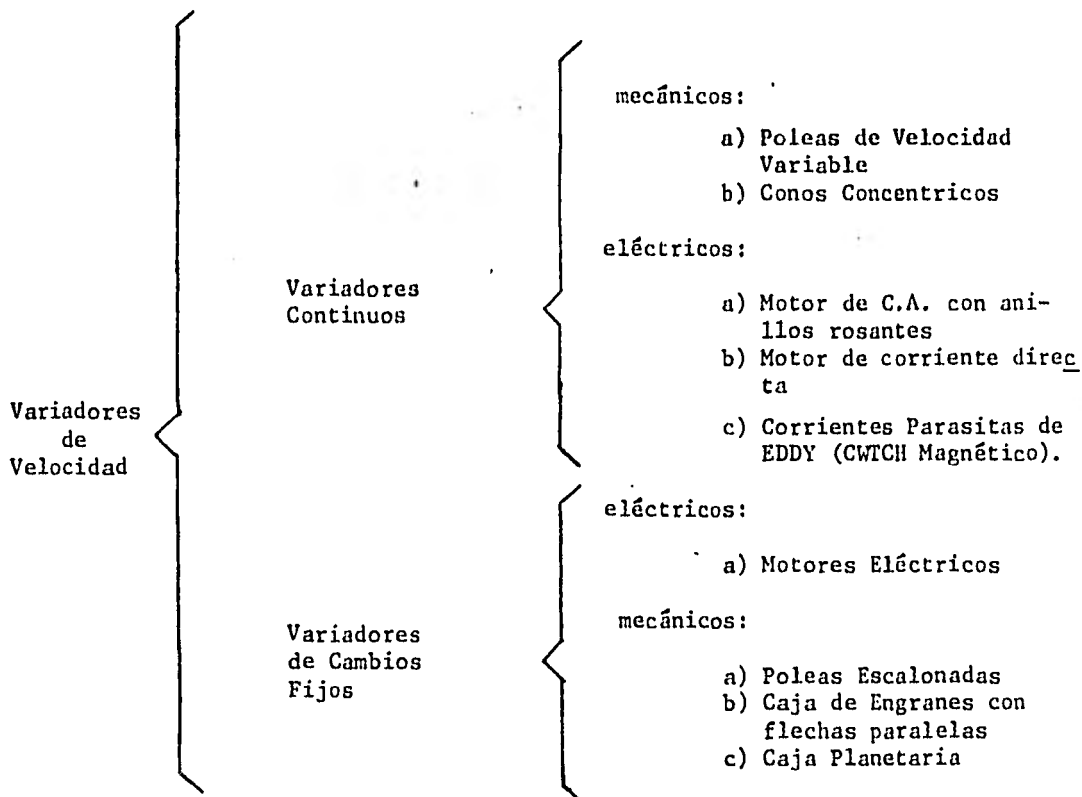 Variadores
de
Velocidad
Variadores
Continuos
mecánicos:
a) Poleas de Velocidad
Variable
b) Conos Concentricos
eléctricos:
a) Motor de C.A. con ani-
llos rosantes
b) Motor de corriente direc
ta
c) Corrientes Parasitas de
EDDY (CWTCH Magnético).
Variadores
de Cambios
Fijos
eléctricos:
a) Motores Eléctricos
mecánicos:
a) Poleas Escalonadas
b) Caja de Engranes con
flechas paralelas
c) Caja Planetaria